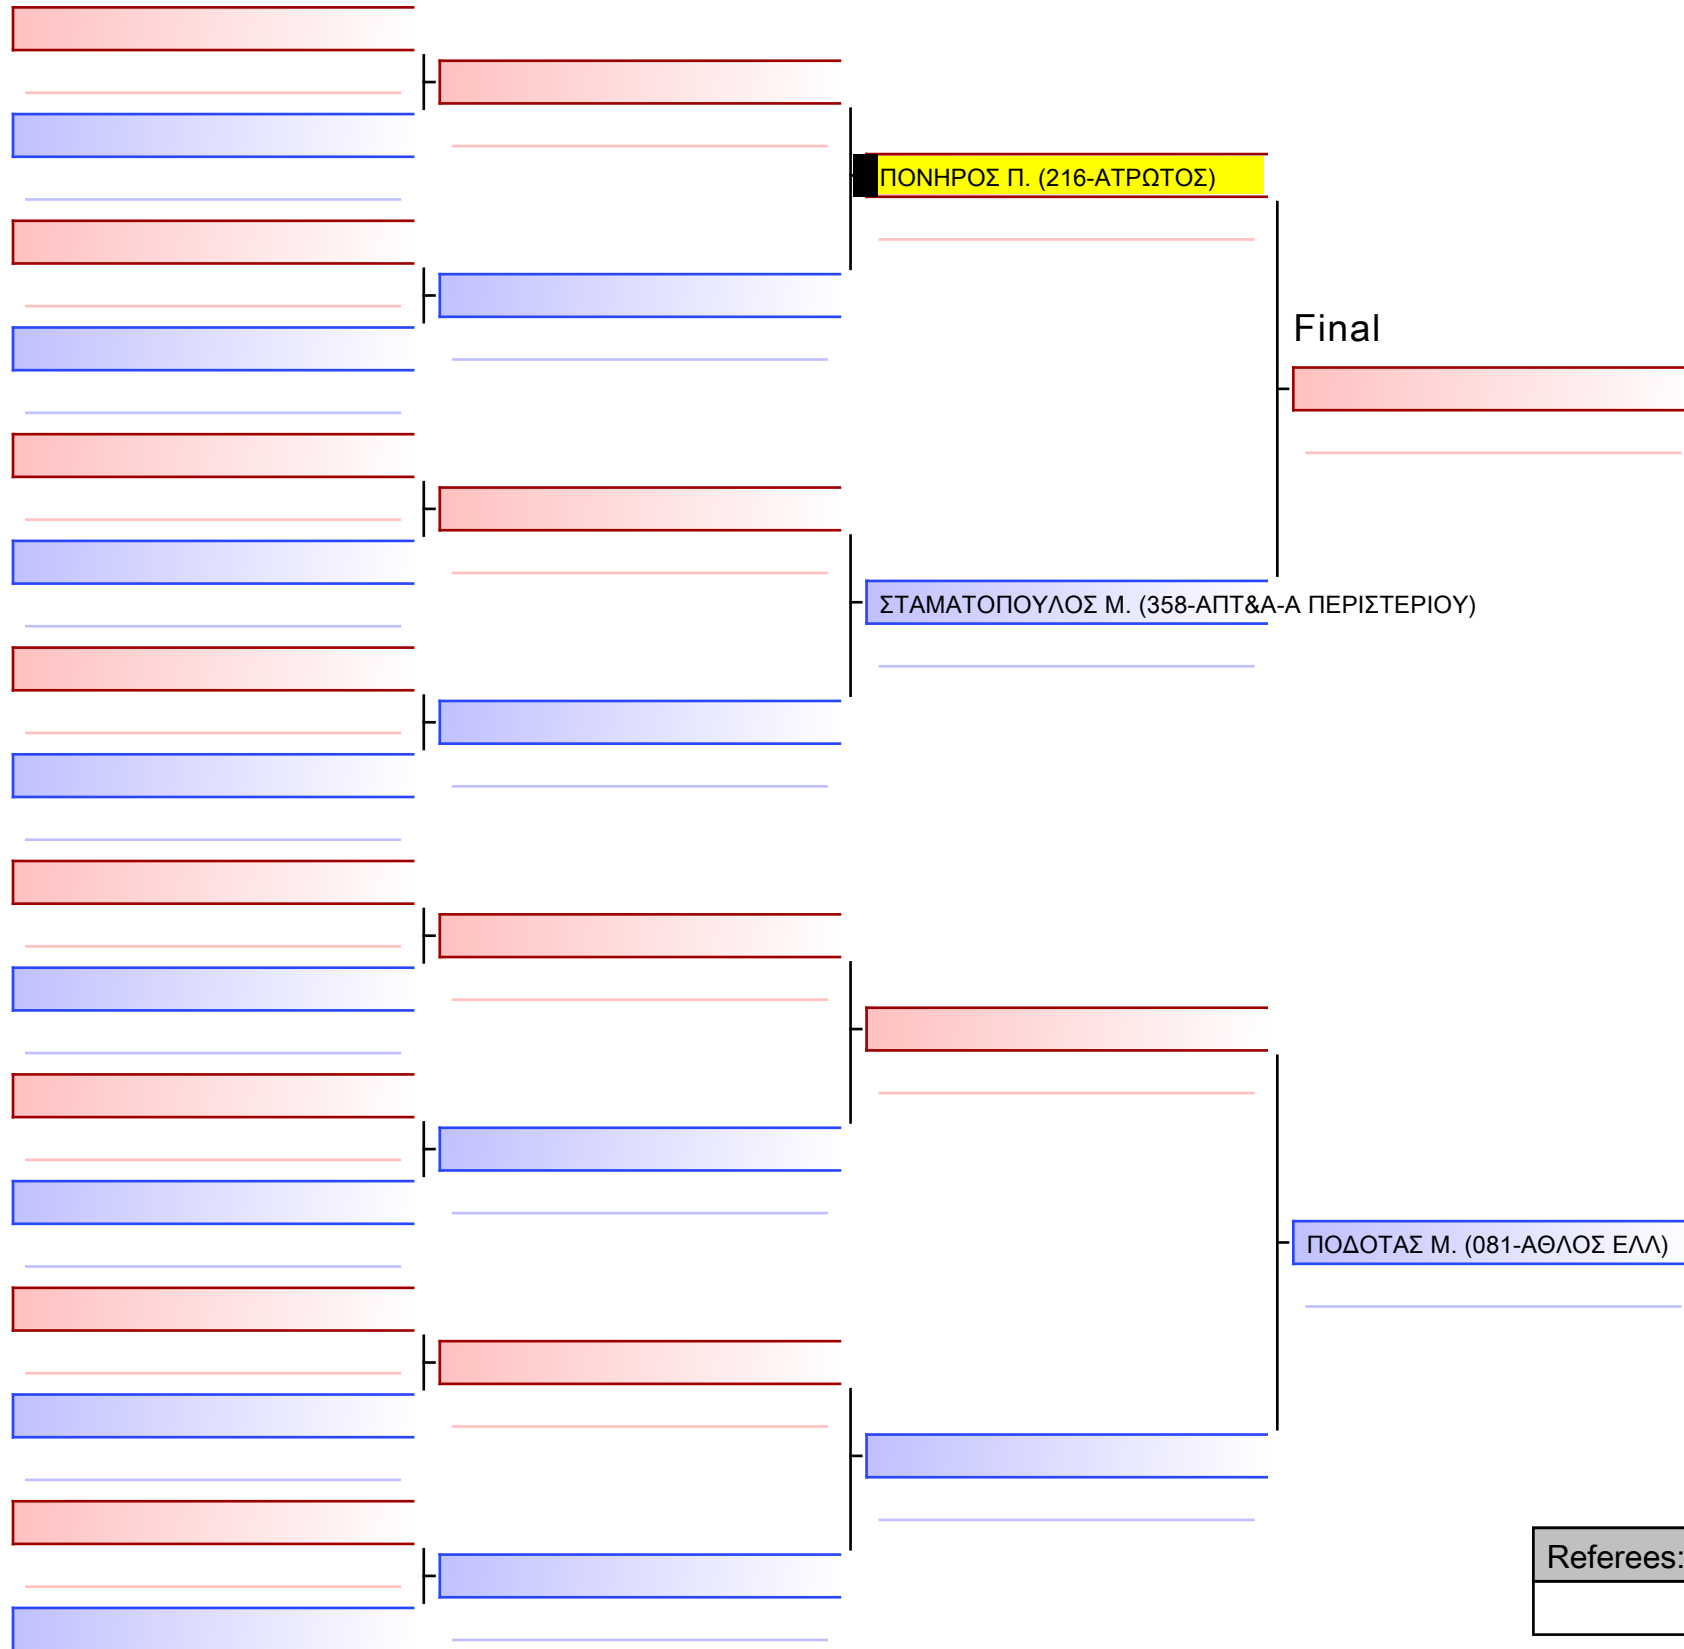 ΠΟΝΗΡΟΣ Π. (216-ΑΤΡΩΤΟΣ)
Final
ΣΤΑΜΑΤΟΠΟΥΛΟΣ Μ. (358-ΑΠΤ&Α-Α ΠΕΡΙΣΤΕΡΙΟΥ)
ΠΟΔΟΤΑΣ Μ. (081-ΑΘΛΟΣ ΕΛΛ)
Referees: